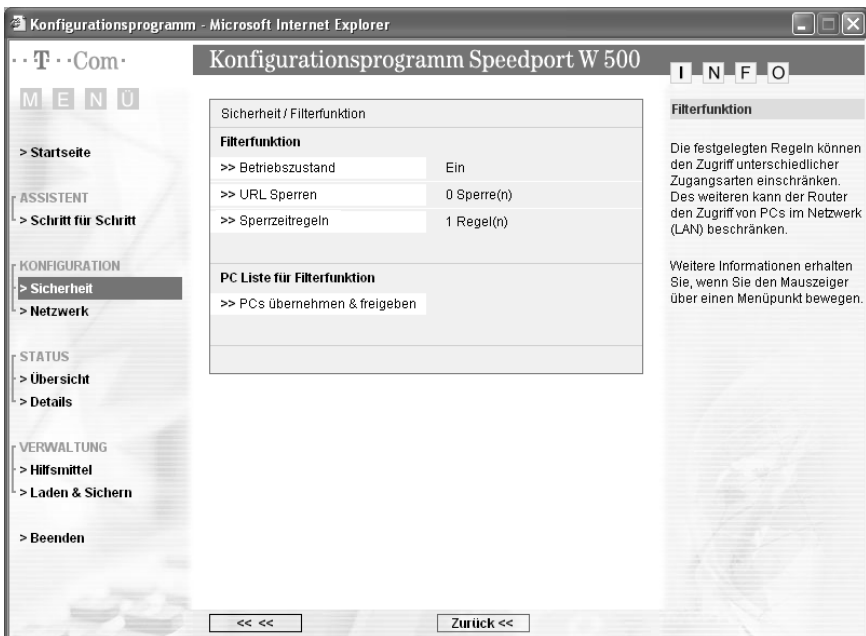 Konfigurationsprogramm - Microsoft Internet Explorer
· · T · · Com ·
Konfigurationsprogramm Speedport W 500
I N F O
M E N Ü
> Startseite
ASSISTENT
> Schritt für Schritt
KONFIGURATION
> Sicherheit
> Netzwerk
STATUS
> Übersicht
> Details
VERWALTUNG
> Hilfsmittel
> Laden & Sichern
> Beenden
Sicherheit / Filterfunktion
Filterfunktion
>> Betriebszustand Ein
>> URL Sperren 0 Sperre(n)
>> Sperrzeitregeln 1 Regel(n)
PC Liste für Filterfunktion
>> PCs übernehmen & freigeben
<< <<
Zurück <<
Filterfunktion
Die festgelegten Regeln können
den Zugriff unterschiedlicher
Zugangsarten einschränken.
Des weiteren kann der Router
den Zugriff von PCs im Netzwerk
(LAN) beschränken.
Weitere Informationen erhalten
Sie, wenn Sie den Mauszeiger
über einen Menüpunkt bewegen.